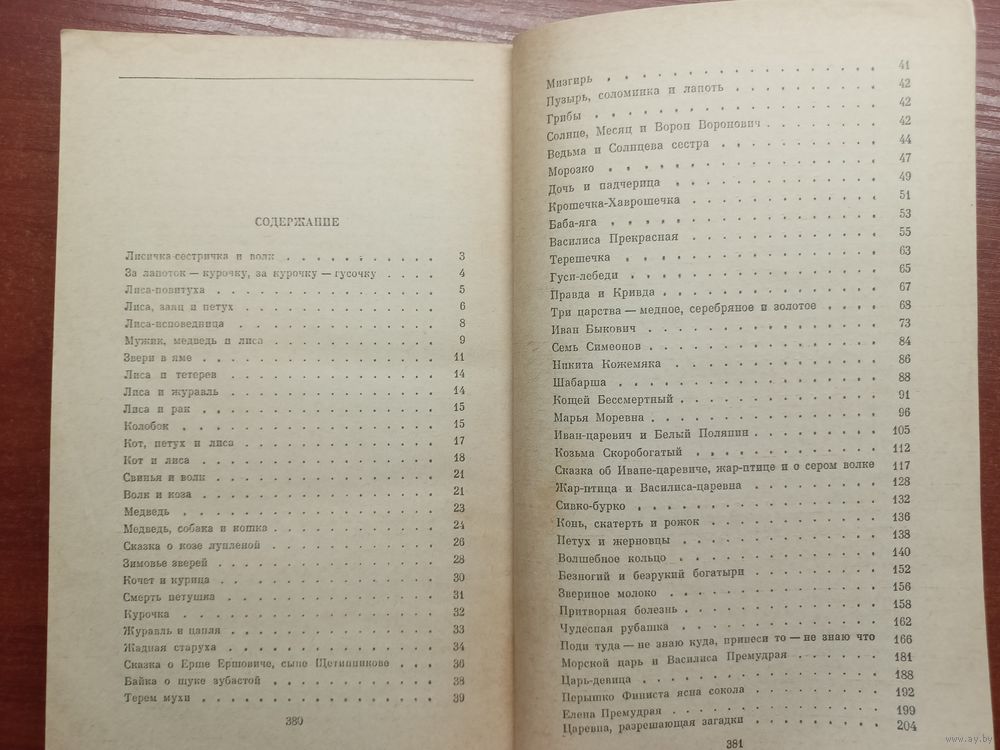 СОДЕРЖАНИЕ
Лисичка-сестричка и волк . . . . . . . . . . 3
За лапоток — курочку, за курочку — гусочку . . . . 4
Лиса-повитуха . . . . . . . . . . 5
Лиса, заяц и петух . . . . . . . . . . 6
Лиса-исповедница . . . . . . . . . . 8
Мужик, медведь и лиса . . . . . . . . . . 9
Звери в яме . . . . . . . . . . 11
Лиса и тетерев . . . . . . . . . . 14
Лиса и журавль . . . . . . . . . . 14
Лиса и рак . . . . . . . . . . 15
Колобок . . . . . . . . . . 15
Кот, петух и лиса . . . . . . . . . . 17
Кот и лиса . . . . . . . . . . 18
Свинья и волк . . . . . . . . . . 21
Волк и коза . . . . . . . . . . 21
Медведь . . . . . . . . . . 23
Медведь, собака и кошка . . . . . . . . . . 24
Сказка о козе лупленой . . . . . . . . . . 26
Зимовье зверей . . . . . . . . . . 28
Кочет и курица . . . . . . . . . . 30
Смерть петушка . . . . . . . . . . 31
Курочка . . . . . . . . . . 32
Журавль и цапля . . . . . . . . . . 33
Жадная старуха . . . . . . . . . . 34
Сказка о Ерше Ершовиче, сыне Щетинникове . . . 36
Байка о щуке зубастой . . . . . . . . . . 38
Терем мухи . . . . . . . . . . 39
380
Мизгирь . . . . . . . . . . 41
Пузырь, соломинка и лапоть . . . . . . . . . . 42
Грибы . . . . . . . . . . 42
Солнце, Месяц и Ворон Воронович . . . . . . . 42
Ведьма и Солнцева сестра . . . . . . . . . . 44
Морозко . . . . . . . . . . 47
Дочь и падчерица . . . . . . . . . . 49
Крошечка-Хаврошечка . . . . . . . . . . 51
Баба-яга . . . . . . . . . . 53
Василиса Прекрасная . . . . . . . . . . 55
Терешечка . . . . . . . . . . 63
Гуси-лебеди . . . . . . . . . . 65
Правда и Кривда . . . . . . . . . . 67
Три царства — медное, серебряное и золотое . . . . 68
Иван Быкович . . . . . . . . . . 73
Семь Симеонов . . . . . . . . . . 84
Никита Кожемяка . . . . . . . . . . 86
Шабарша . . . . . . . . . . 88
Кощей Бессмертный . . . . . . . . . . 91
Марья Моревна . . . . . . . . . . 96
Иван-царевич и Белый Полянин . . . . . . . . 105
Козьма Скоробогатый . . . . . . . . . . 112
Сказка об Иване-царевиче, жар-птице и о сером волке 117
Жар-птица и Василиса-царевна . . . . . . . . 128
Сивко-бурко . . . . . . . . . . 132
Конь, скатерть и рожок . . . . . . . . . . 136
Петух и жерновцы . . . . . . . . . . 138
Волшебное кольцо . . . . . . . . . . 140
Безногий и безрукий богатыри . . . . . . . . 152
Звериное молоко . . . . . . . . . . 156
Притворная болезнь . . . . . . . . . . 158
Чудесная рубашка . . . . . . . . . . 162
Поди туда — не знаю куда, принеси то — не знаю что 166
Морской царь и Василиса Премудрая . . . . . . 181
Царь-девица . . . . . . . . . . 188
Перышко Финиста ясна сокола . . . . . . . . 192
Елена Премудрая . . . . . . . . . . 199
Царевна, разрешающая загадки . . . . . . . . 204
381
www.ay.by